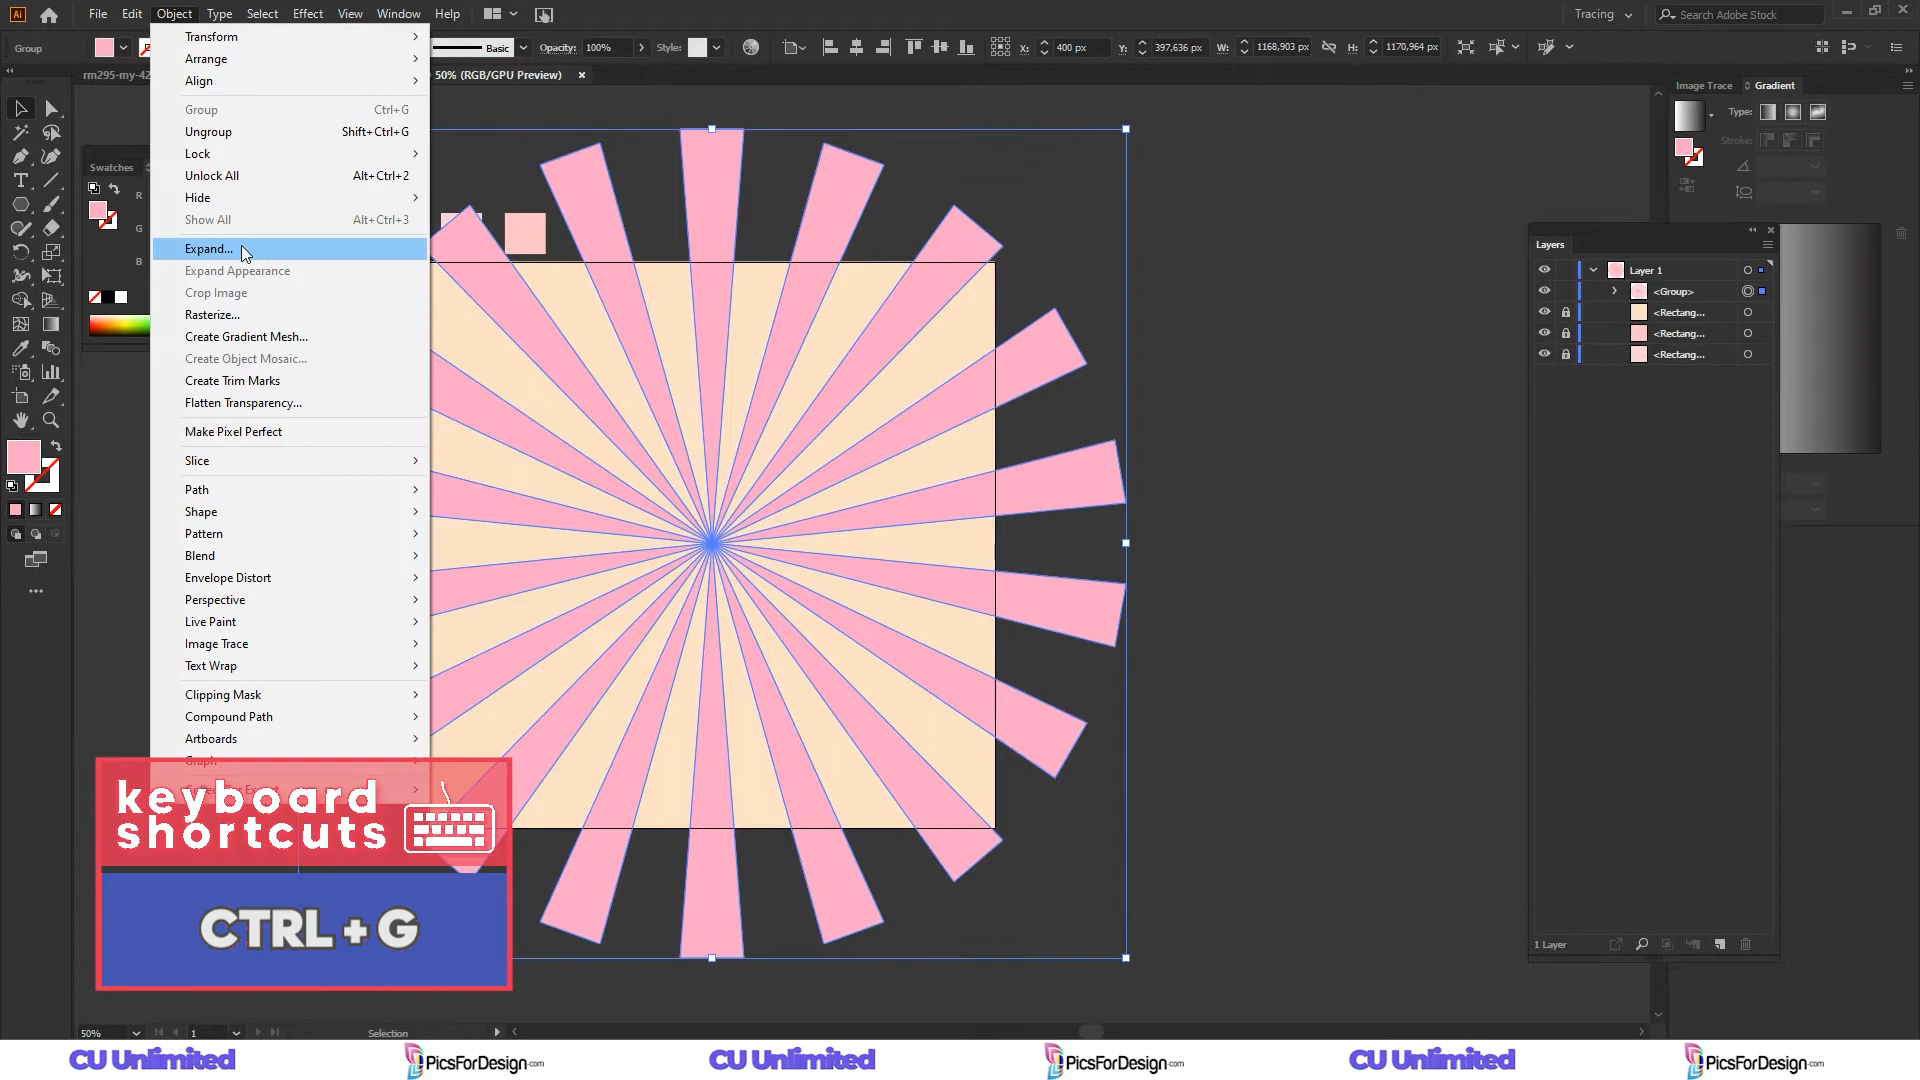 Ai File Edit Object Type Select Effect View Window Help Tracing Search Adobe Stock
Group Basic Opacity: 100% Style: X: 400 px Y: 397,636 px W: 1168,903 px H: 1170,964 px
rm295-my-42 50% (RGB/GPU Preview)
Swatches
R
G
B
Transform
Arrange
Align
Group Ctrl+G
Ungroup Shift+Ctrl+G
Lock
Unlock All Alt+Ctrl+2
Hide
Show All Alt+Ctrl+3
Expand...
Expand Appearance
Crop Image
Rasterize...
Create Gradient Mesh...
Create Object Mosaic...
Create Trim Marks
Flatten Transparency...
Make Pixel Perfect
Slice
Path
Shape
Pattern
Blend
Envelope Distort
Perspective
Live Paint
Image Trace
Text Wrap
Clipping Mask
Compound Path
Artboards
Graph
keyboard
shortcuts
CTRL + G
Image Trace Gradient
Type:
Stroke:
Layers
Layer 1
<Group>
<Rectang...
<Rectang...
<Rectang...
1 Layer
50% 1 Selection
CU Unlimited PicsForDesign.com CU Unlimited PicsForDesign.com CU Unlimited PicsForDesign.com